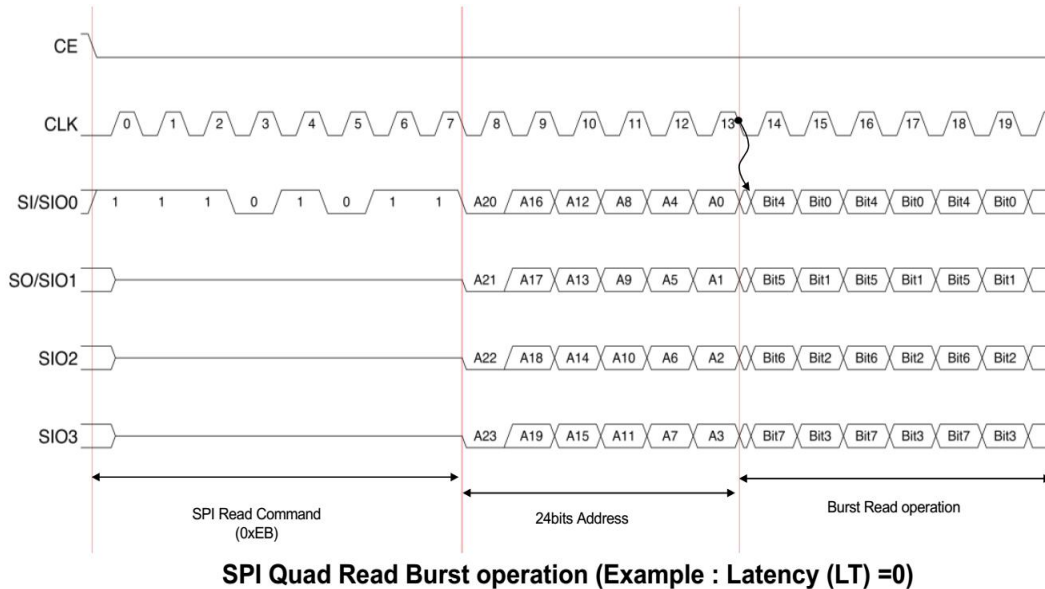 CE
CLK 0 1 2 3 4 5 6 7 8 9 10 11 12 13 14 15 16 17 18 19
SI/SIO0 1 1 1 0 1 0 1 1 A20 A16 A12 A8 A4 A0 Bit4 Bit0 Bit4 Bit0 Bit4 Bit0
SO/SIO1 A21 A17 A13 A9 A5 A1 Bit5 Bit1 Bit5 Bit1 Bit5 Bit1
SIO2 A22 A18 A14 A10 A6 A2 Bit6 Bit2 Bit6 Bit2 Bit6 Bit2
SIO3 A23 A19 A15 A11 A7 A3 Bit7 Bit3 Bit7 Bit3 Bit7 Bit3
SPI Read Command
(0xEB)
24bits Address
Burst Read operation
SPI Quad Read Burst operation (Example : Latency (LT) =0)